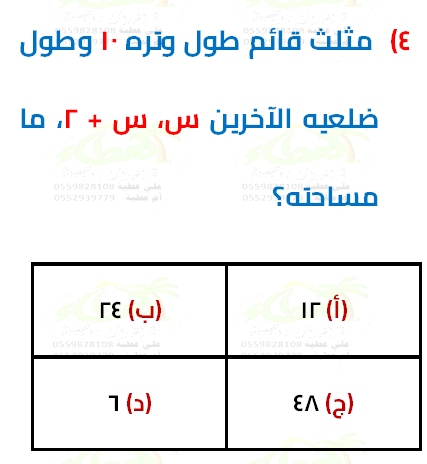 ٤) مثلث قائم طول وتره ١٠ وطول
ضلعيه الآخرين س، س + ٢، ما
مساحته؟
(أ) ١٢
(ب) ٢٤
(ج) ٤٨
(د) ٦
علي عطية 0559828108
أم عطية 0552939779